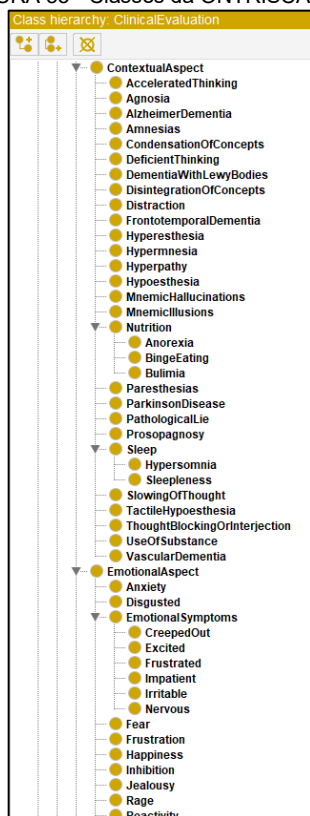 Class hierarchy: ClinicalEvaluation
ContextualAspect
AcceleratedThinking
Agnosia
AlzheimerDementia
Amnesias
CondensationOfConcepts
DeficientThinking
DementiaWithLewyBodies
DisintegrationOfConcepts
Distraction
FrontotemporalDementia
Hyperesthesia
Hypermnesia
Hyperpathy
Hypoesthesia
MnemicHallucinations
MnemicIllusions
Nutrition
Anorexia
BingeEating
Bulimia
Paresthesias
ParkinsonDisease
PathologicalLie
Prosopagnosy
Sleep
Hypersomnia
Sleepleness
SlowingOfThought
TactileHypoesthesia
ThoughtBlockingOrInterjection
UseOfSubstance
VascularDementia
EmotionalAspect
Anxiety
Disgusted
EmotionalSymptoms
CreepedOut
Excited
Frustrated
Impatient
Irritable
Nervous
Fear
Frustration
Happiness
Inhibition
Jealousy
Rage
Reactivity